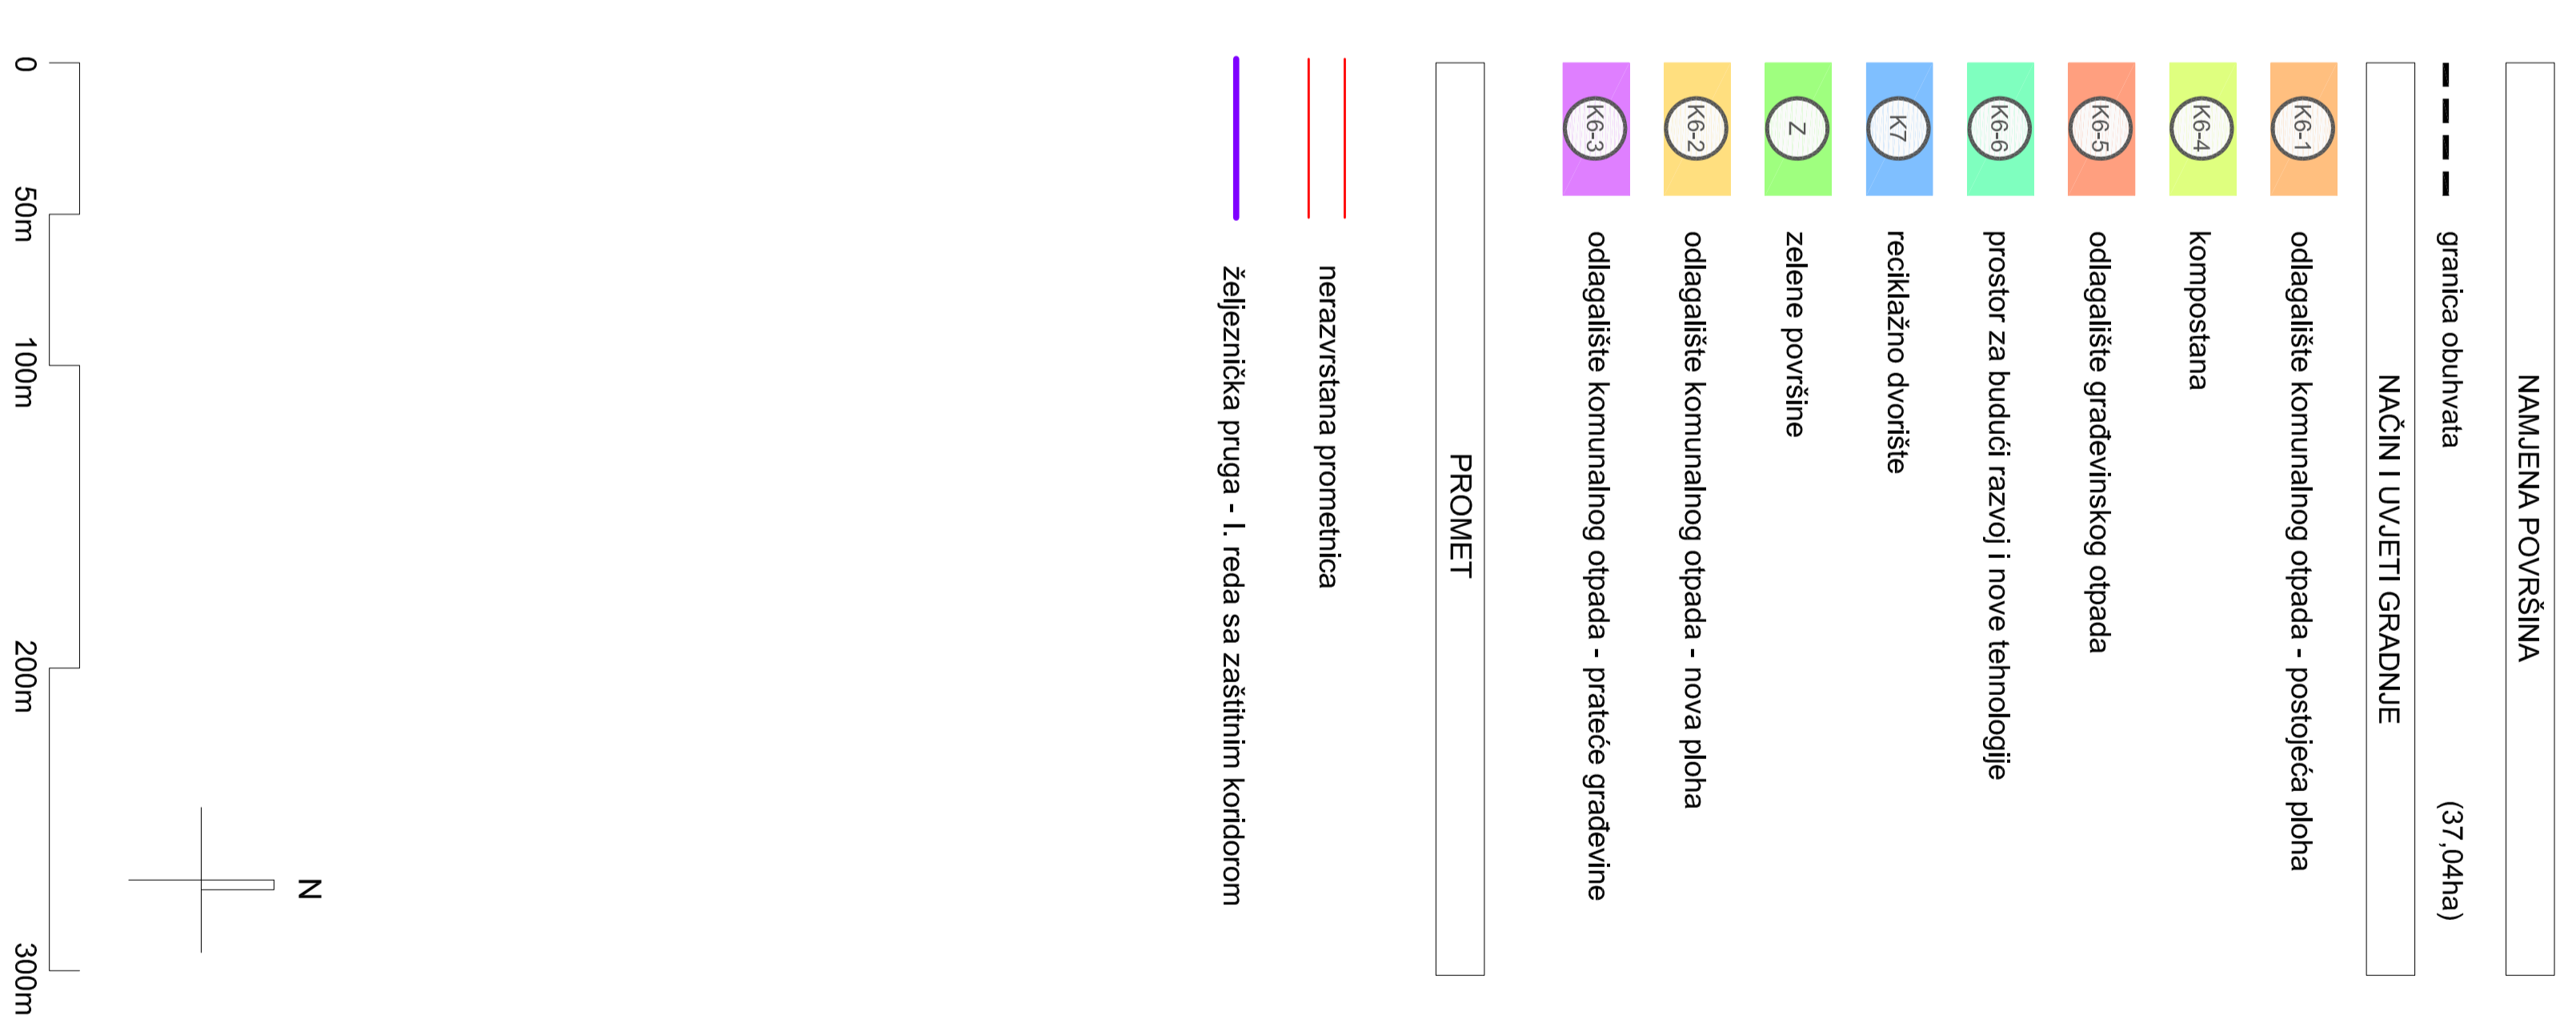 NAMJENA POVRŠINA
granica obuhvata (37,04ha)
NAČIN I UVJETI GRADNJE
K6-1 odlagalište komunalnog otpada - postojeća ploha
K6-4 kompostana
K6-5 odlagalište građevinskog otpada
K6-6 prostor za budući razvoj i nove tehnologije
K7 reciklažno dvorište
Z zelene površine
K6-2 odlagalište komunalnog otpada - nova ploha
K6-3 odlagalište komunalnog otpada - prateće građevine
PROMET
nerazvrstana prometnica
željeznička pruga - I. reda sa zaštitnim koridorom
N
0 50m 100m 200m 300m